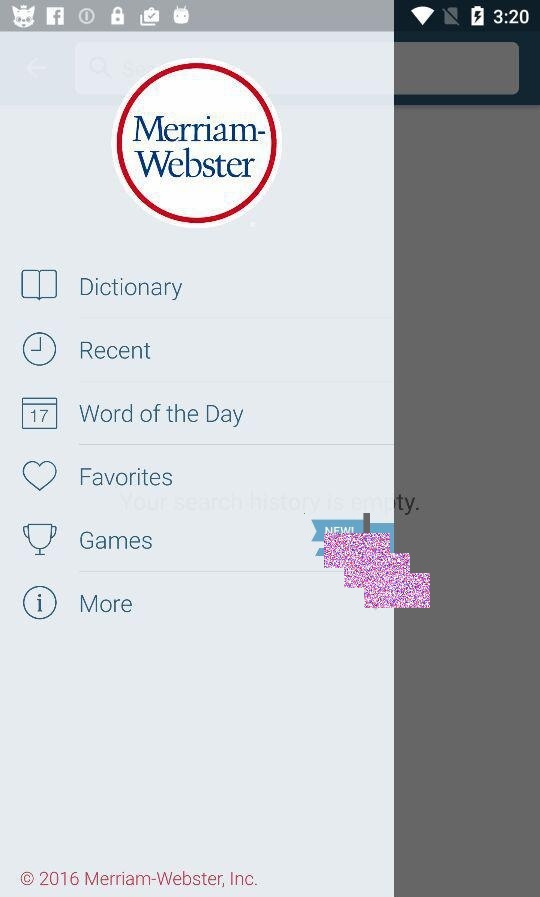 3:20
Merriam-
Webster
Dictionary
Recent
17
Word of the Day
Favorites
Your search history is empty.
NEW!
Games
More
© 2016 Merriam-Webster, Inc.